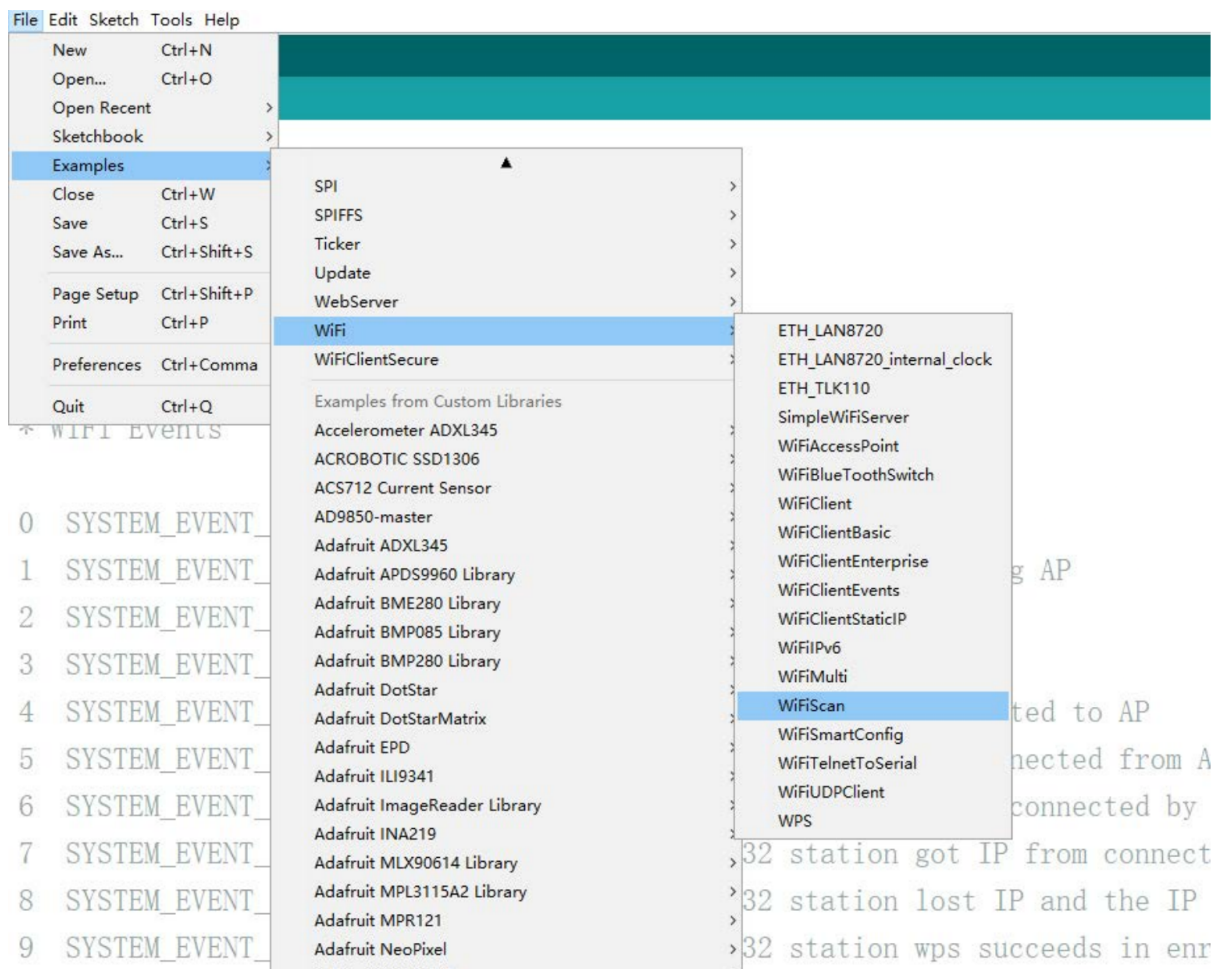 File Edit Sketch Tools Help
New Ctrl+N
Open... Ctrl+O
Open Recent
Sketchbook
Examples
Close Ctrl+W
Save Ctrl+S
Save As... Ctrl+Shift+S
Page Setup Ctrl+Shift+P
Print Ctrl+P
Preferences Ctrl+Comma
Quit Ctrl+Q
SPI
SPIFFS
Ticker
Update
WebServer
WiFi
WiFiClientSecure
Examples from Custom Libraries
Accelerometer ADXL345
ACROBOTIC SSD1306
ACS712 Current Sensor
AD9850-master
Adafruit ADXL345
Adafruit APDS9960 Library
Adafruit BME280 Library
Adafruit BMP085 Library
Adafruit BMP280 Library
Adafruit DotStar
Adafruit DotStarMatrix
Adafruit EPD
Adafruit ILI9341
Adafruit ImageReader Library
Adafruit INA219
Adafruit MLX90614 Library
Adafruit MPL3115A2 Library
Adafruit MPR121
Adafruit NeoPixel
ETH_LAN8720
ETH_LAN8720_internal_clock
ETH_TLK110
SimpleWiFiServer
WiFiAccessPoint
WiFiBlueToothSwitch
WiFiClient
WiFiClientBasic
WiFiClientEnterprise
WiFiClientEvents
WiFiClientStaticIP
WiFiIPv6
WiFiMulti
WiFiScan
WiFiSmartConfig
WiFiTelnetToSerial
WiFiUDPClient
WPS
* WiFi Events
0 SYSTEM_EVENT_
1 SYSTEM_EVENT_ g AP
2 SYSTEM_EVENT_
3 SYSTEM_EVENT_
4 SYSTEM_EVENT_ ted to AP
5 SYSTEM_EVENT_ nected from A
6 SYSTEM_EVENT_ connected by
7 SYSTEM_EVENT_ 32 station got IP from connect
8 SYSTEM_EVENT_ 32 station lost IP and the IP
9 SYSTEM_EVENT_ 32 station wps succeeds in enr